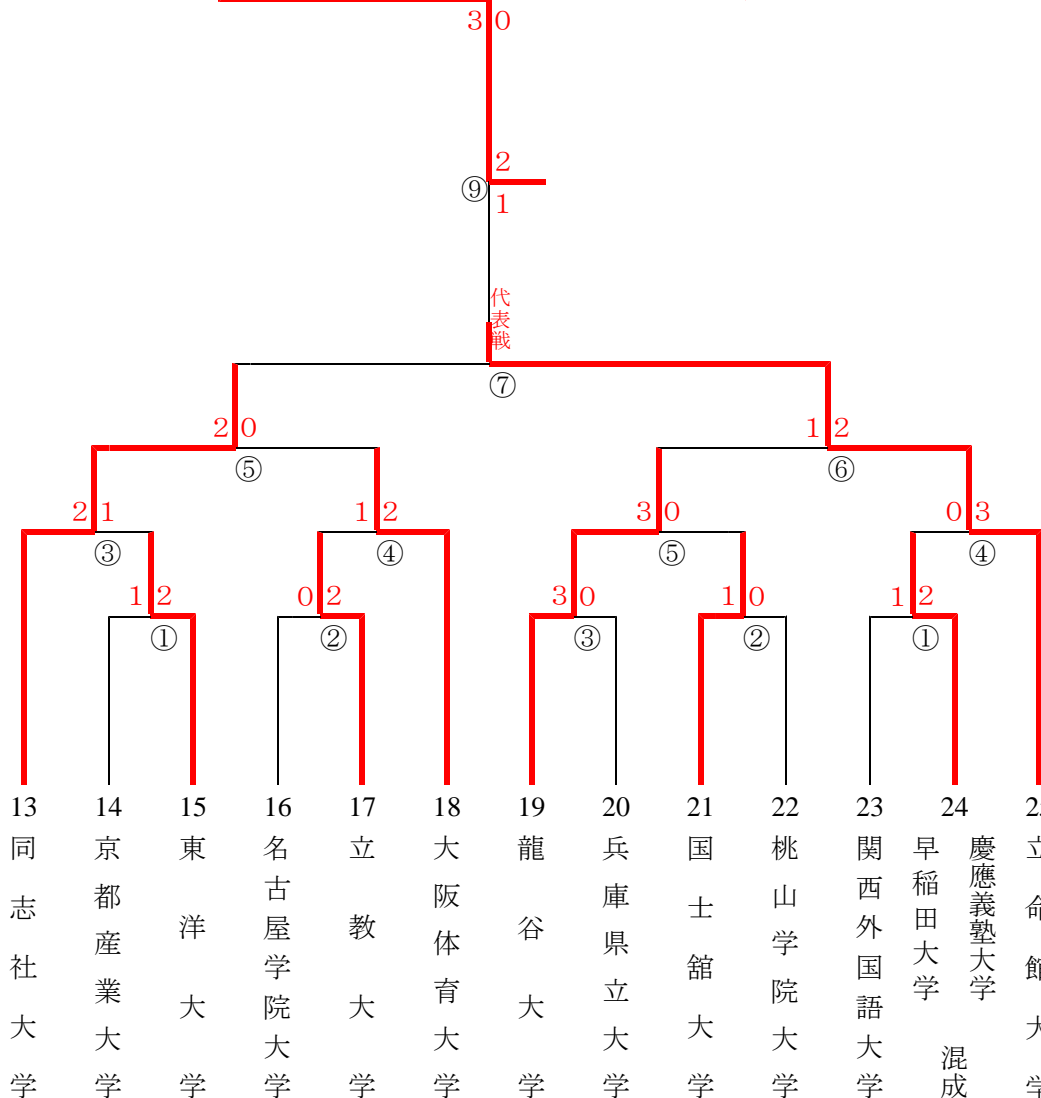 3 0
2
⑨
1
代表戦
⑦
2 0
1 2
⑤
⑥
2 1
1 2
3 0
0 3
③
④
⑤
④
1 2
0 2
3 0
1 0
1 2
①
②
③
②
①
13
14
15
16
17
18
19
20
21
22
23
24
同志社大学
京都産業大学
東洋大学
名古屋学院大学
立教大学
大阪体育大学
龍谷大学
兵庫県立大学
国士舘大学
桃山学院大学
関西外国語大学
早稲田大学
慶應義塾大学
混成
立命館大学